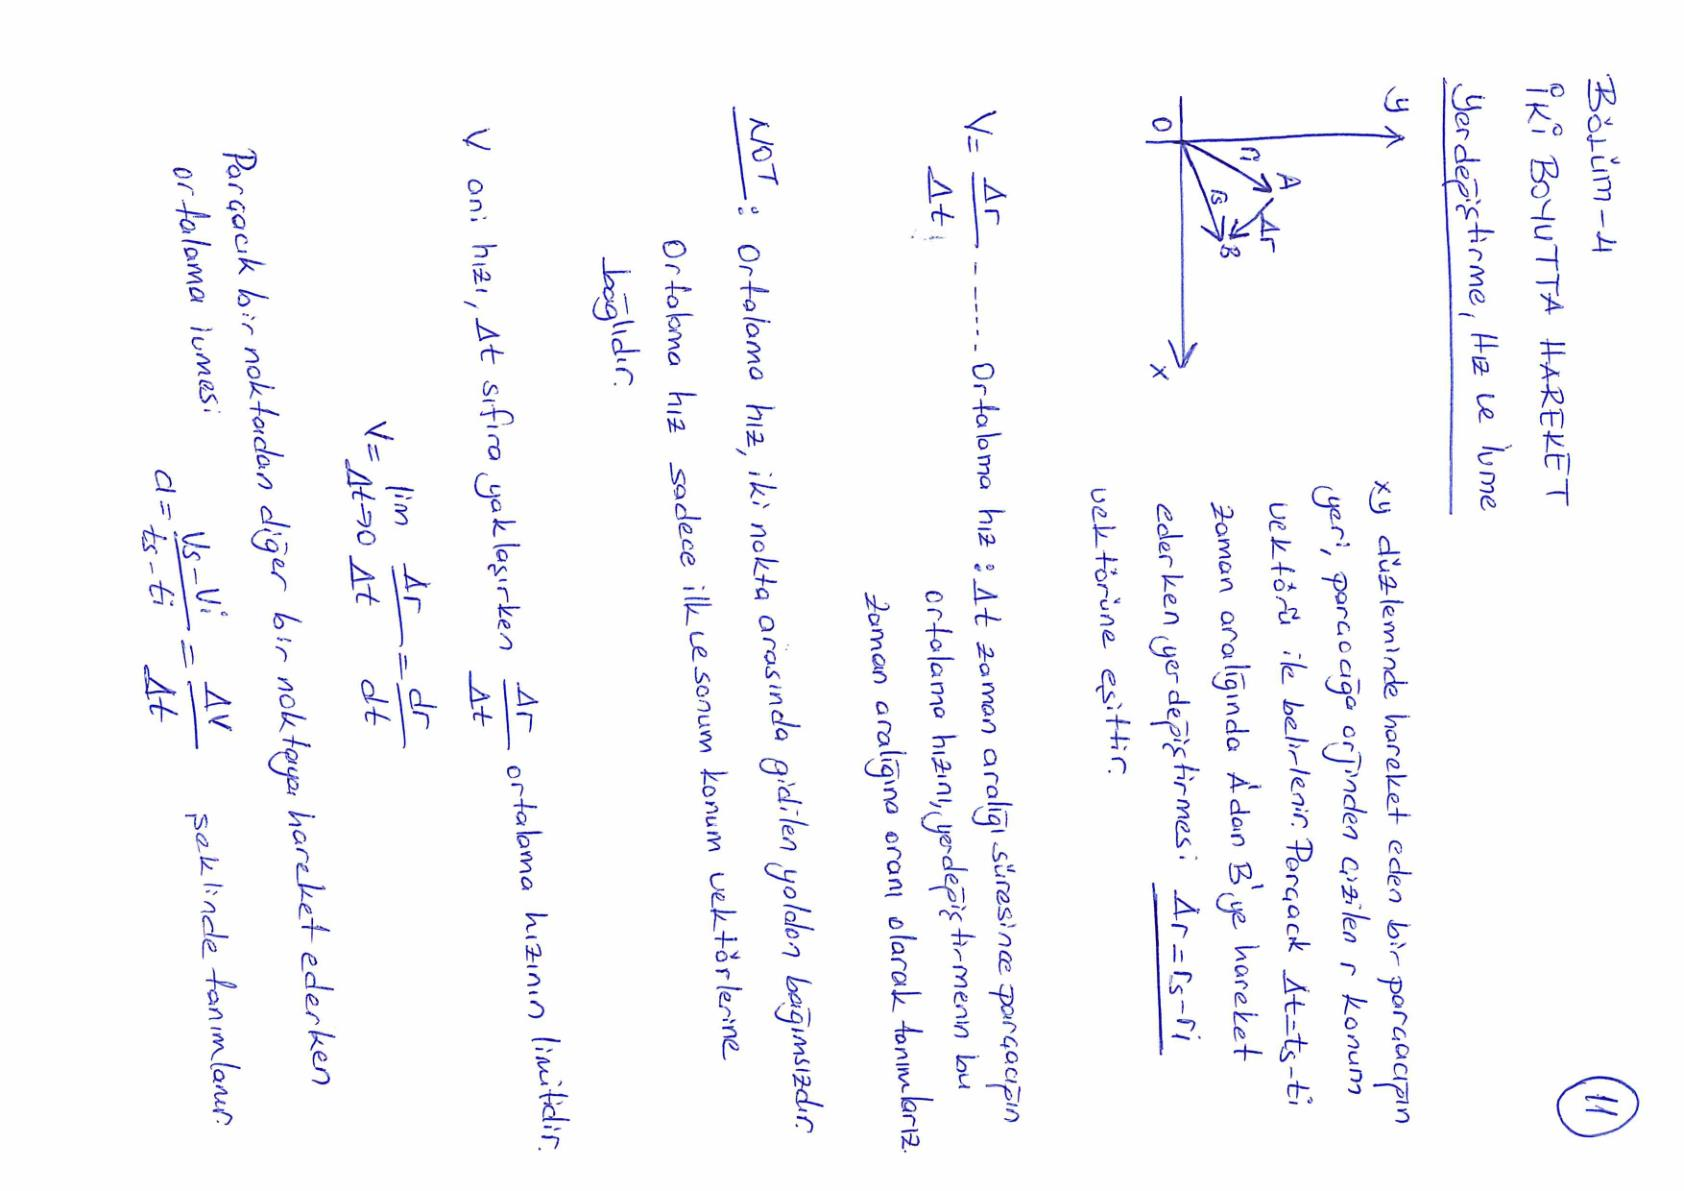 11
Bölüm-4
İKİ BOYUTTA HAREKET
Yerdeğiştirme, Hız ve İvme
y
A
Δr
ri
rs
B
O
x
xy düzleminde hareket eden bir parçacığın
yeri, parçacığa orjinden çizilen r konum
vektörü ile belirlenir. Parçacık Δt=ts-ti
zaman aralığında A'dan B'ye hareket
ederken yerdeğiştirmesi Δr=rs-ri
vektörüne eşittir.
V= Δr/Δt ------ Ortalama hız : Δt zaman aralığı süresince parçacığın
ortalama hızını, yerdeğiştirmenin bu
zaman aralığına oranı olarak tanımlarız.
NOT : Ortalama hız, iki nokta arasında gidilen yoldan bağımsızdır.
Ortalama hız sadece ilk ve sonum konum vektörlerine
bağlıdır.
V ani hızı, Δt sıfıra yaklaşırken Δr/Δt ortalama hızının limitidir.
V= lim Δt→0 Δr/Δt = dr/dt
Parçacık bir noktadan diğer bir noktaya hareket ederken
ortalama ivmesi
a= Vs-Vi/ts-ti = ΔV/Δt şeklinde tanımlanır.